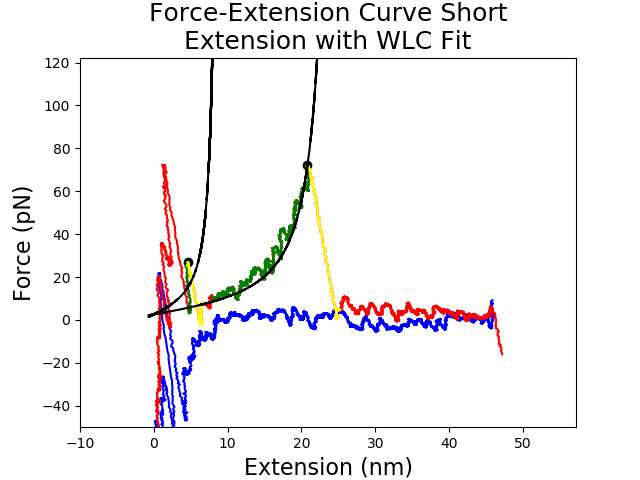 Force-Extension Curve Short
Extension with WLC Fit
120
100
80
60
40
20
0
−20
−40
Force (pN)
−10 0 10 20 30 40 50
Extension (nm)